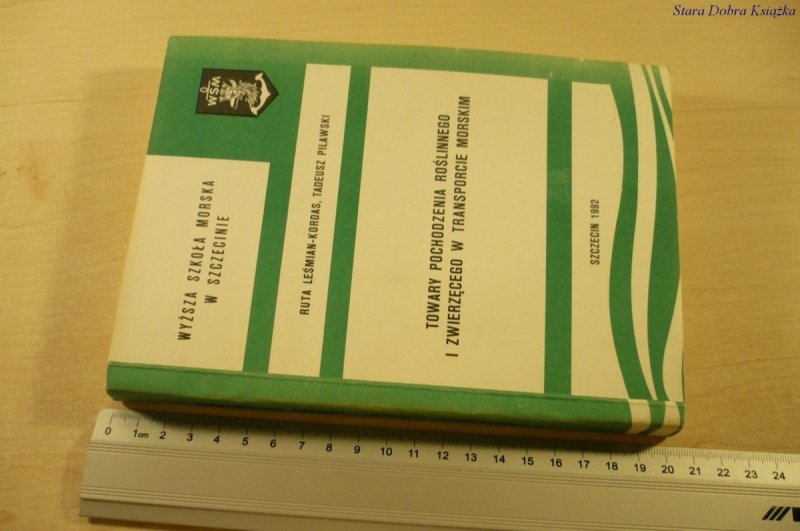 Stara Dobra Książka
WSM
WYŻSZA SZKOŁA MORSKA
W SZCZECINIE
RUTA LEŚMIAN-KORDAS, TADEUSZ PILAWSKI
TOWARY POCHODZENIA ROŚLINNEGO
I ZWIERZĘCEGO W TRANSPORCIE MORSKIM
SZCZECIN 1992
0 1cm 2 3 4 5 6 7 8 9 10 11 12 13 14 15 16 17 18 19 20 21 22 23 24